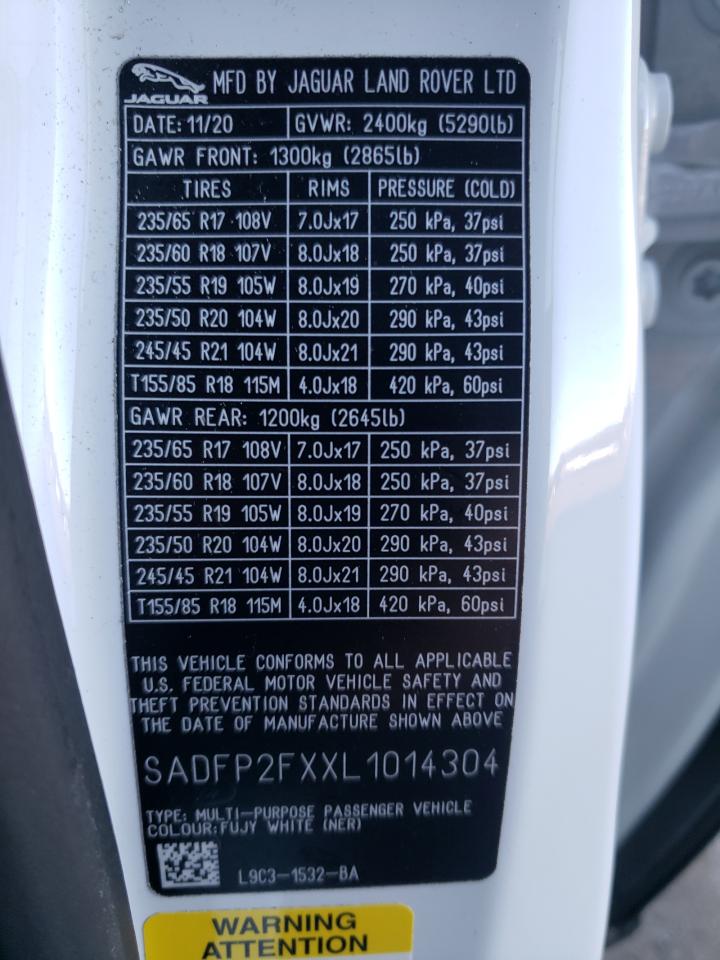 JAGUAR
MFD BY JAGUAR LAND ROVER LTD
DATE: 11/20 GVWR: 2400kg (5290lb)
GAWR FRONT: 1300kg (2865lb)
TIRES RIMS PRESSURE (COLD)
235/65 R17 108V 7.0Jx17 250 kPa, 37psi
235/60 R18 107V 8.0Jx18 250 kPa, 37psi
235/55 R19 105W 8.0Jx19 270 kPa, 40psi
235/50 R20 104W 8.0Jx20 290 kPa, 43psi
245/45 R21 104W 8.0Jx21 290 kPa, 43psi
T155/85 R18 115M 4.0Jx18 420 kPa, 60psi
GAWR REAR: 1200kg (2645lb)
235/65 R17 108V 7.0Jx17 250 kPa, 37psi
235/60 R18 107V 8.0Jx18 250 kPa, 37psi
235/55 R19 105W 8.0Jx19 270 kPa, 40psi
235/50 R20 104W 8.0Jx20 290 kPa, 43psi
245/45 R21 104W 8.0Jx21 290 kPa, 43psi
T155/85 R18 115M 4.0Jx18 420 kPa, 60psi
THIS VEHICLE CONFORMS TO ALL APPLICABLE
U.S. FEDERAL MOTOR VEHICLE SAFETY AND
THEFT PREVENTION STANDARDS IN EFFECT ON
THE DATE OF MANUFACTURE SHOWN ABOVE
SADFP2FXXL1014304
TYPE: MULTI-PURPOSE PASSENGER VEHICLE
COLOUR:FUJY WHITE (NER)
L9C3-1532-BA
WARNING
ATTENTION